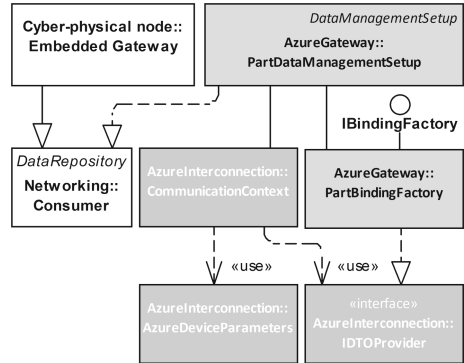 Cyber-physical node::
Embedded Gateway
DataManagementSetup
AzureGateway::
PartDataManagementSetup
IBindingFactory
DataRepository
Networking::
Consumer
AzureInterconnection::
CommunicationContext
AzureGateway::
PartBindingFactory
«use»
«use»
AzureInterconnection::
AzureDeviceParameters
«interface»
AzureInterconnection::
IDTOProvider